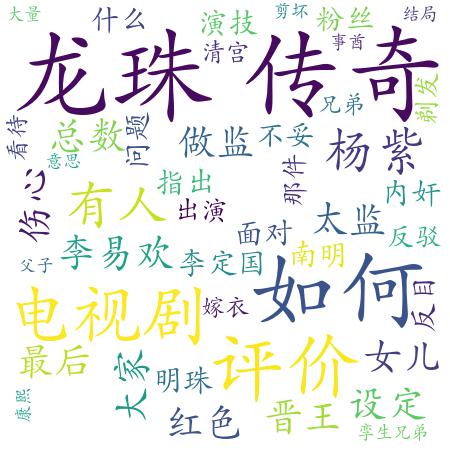 大量
什么
演技
剪坏
粉丝
结局
龙珠传奇
清宫
事酋
兄弟
剃发
看待
总数
问题
意思
做监
不妥
杨紫
那件
伤心
指出
内奸
有人
出演
太监
面对
反驳
李易欢
李定国
南明
父子
如何
反目
电视剧
嫁衣
评价
最后
大家
明珠
女儿
康熙
红色
晋王
设定
孪生兄弟